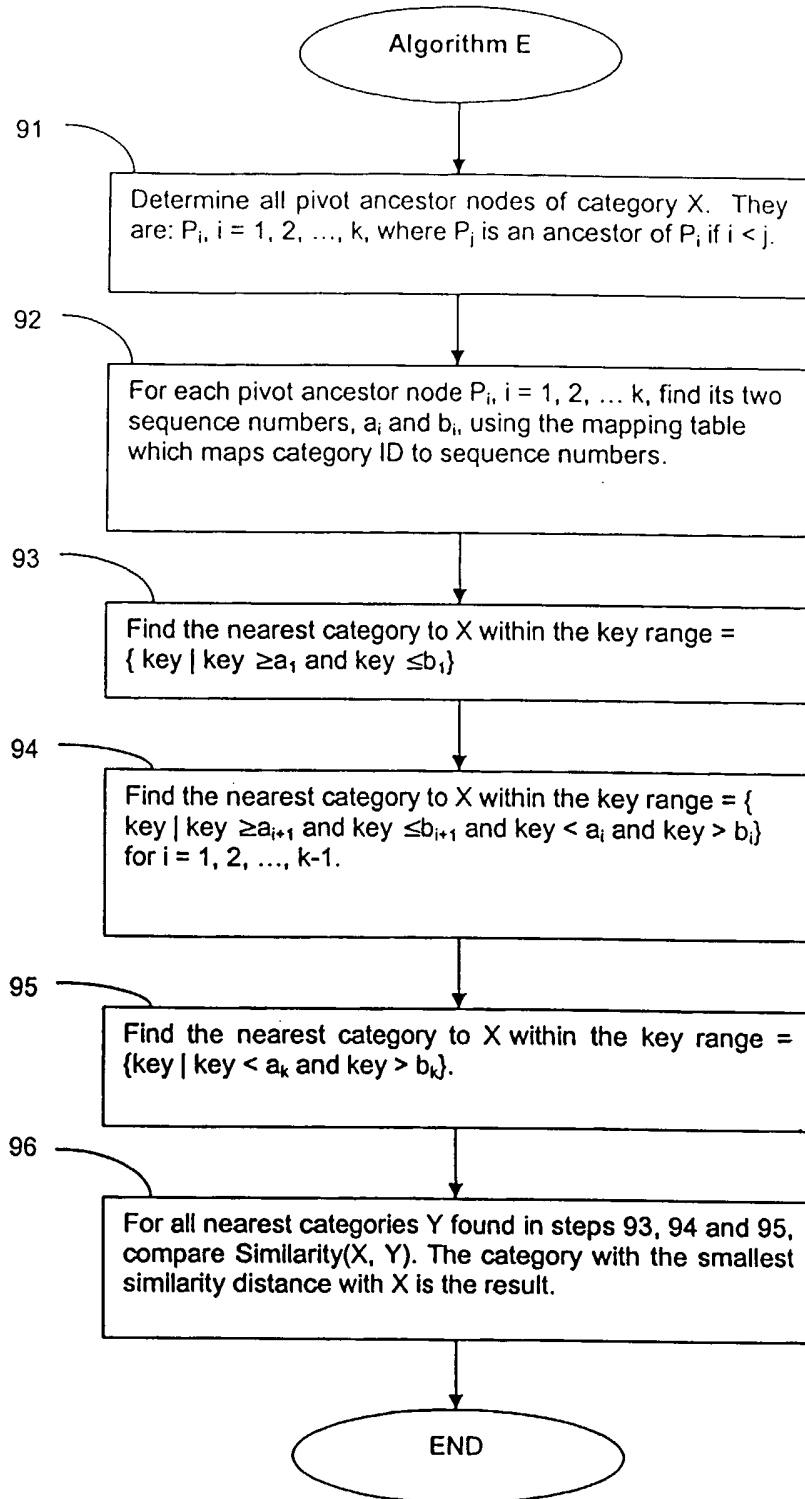 Algorithm E
91
Determine all pivot ancestor nodes of category X. They
are: Pᵢ, i = 1, 2, ..., k, where Pⱼ is an ancestor of Pᵢ if i < j.
92
For each pivot ancestor node Pᵢ, i = 1, 2, ... k, find its two
sequence numbers, aᵢ and bᵢ, using the mapping table
which maps category ID to sequence numbers.
93
Find the nearest category to X within the key range =
{ key | key ≥a₁ and key ≤b₁}
94
Find the nearest category to X within the key range = {
key | key ≥aᵢ₊₁ and key ≤bᵢ₊₁ and key < aᵢ and key > bᵢ}
for i = 1, 2, ..., k-1.
95
Find the nearest category to X within the key range =
{key | key < aₖ and key > bₖ}.
96
For all nearest categories Y found in steps 93, 94 and 95,
compare Similarity(X, Y). The category with the smallest
similarity distance with X is the result.
END